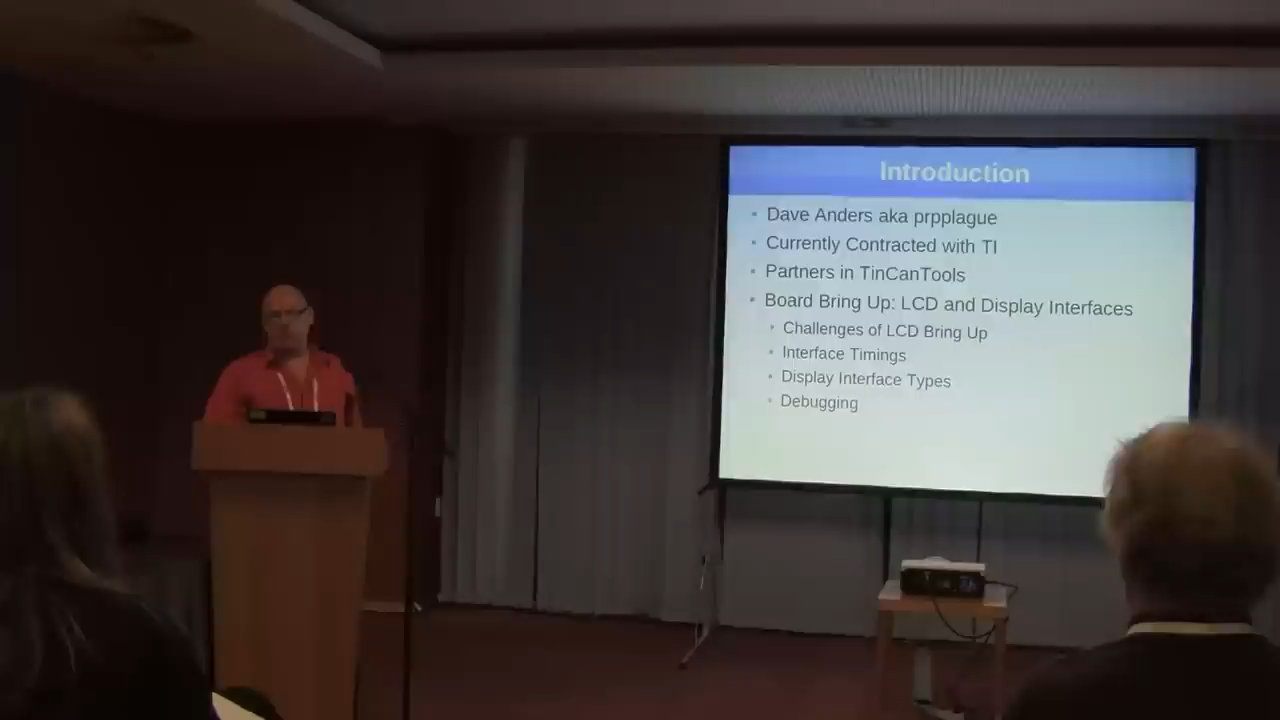 Introduction
Dave Anders aka prpplague
Currently Contracted with TI
Partners in TinCanTools
Board Bring Up: LCD and Display Interfaces
Challenges of LCD Bring Up
Interface Timings
Display Interface Types
Debugging